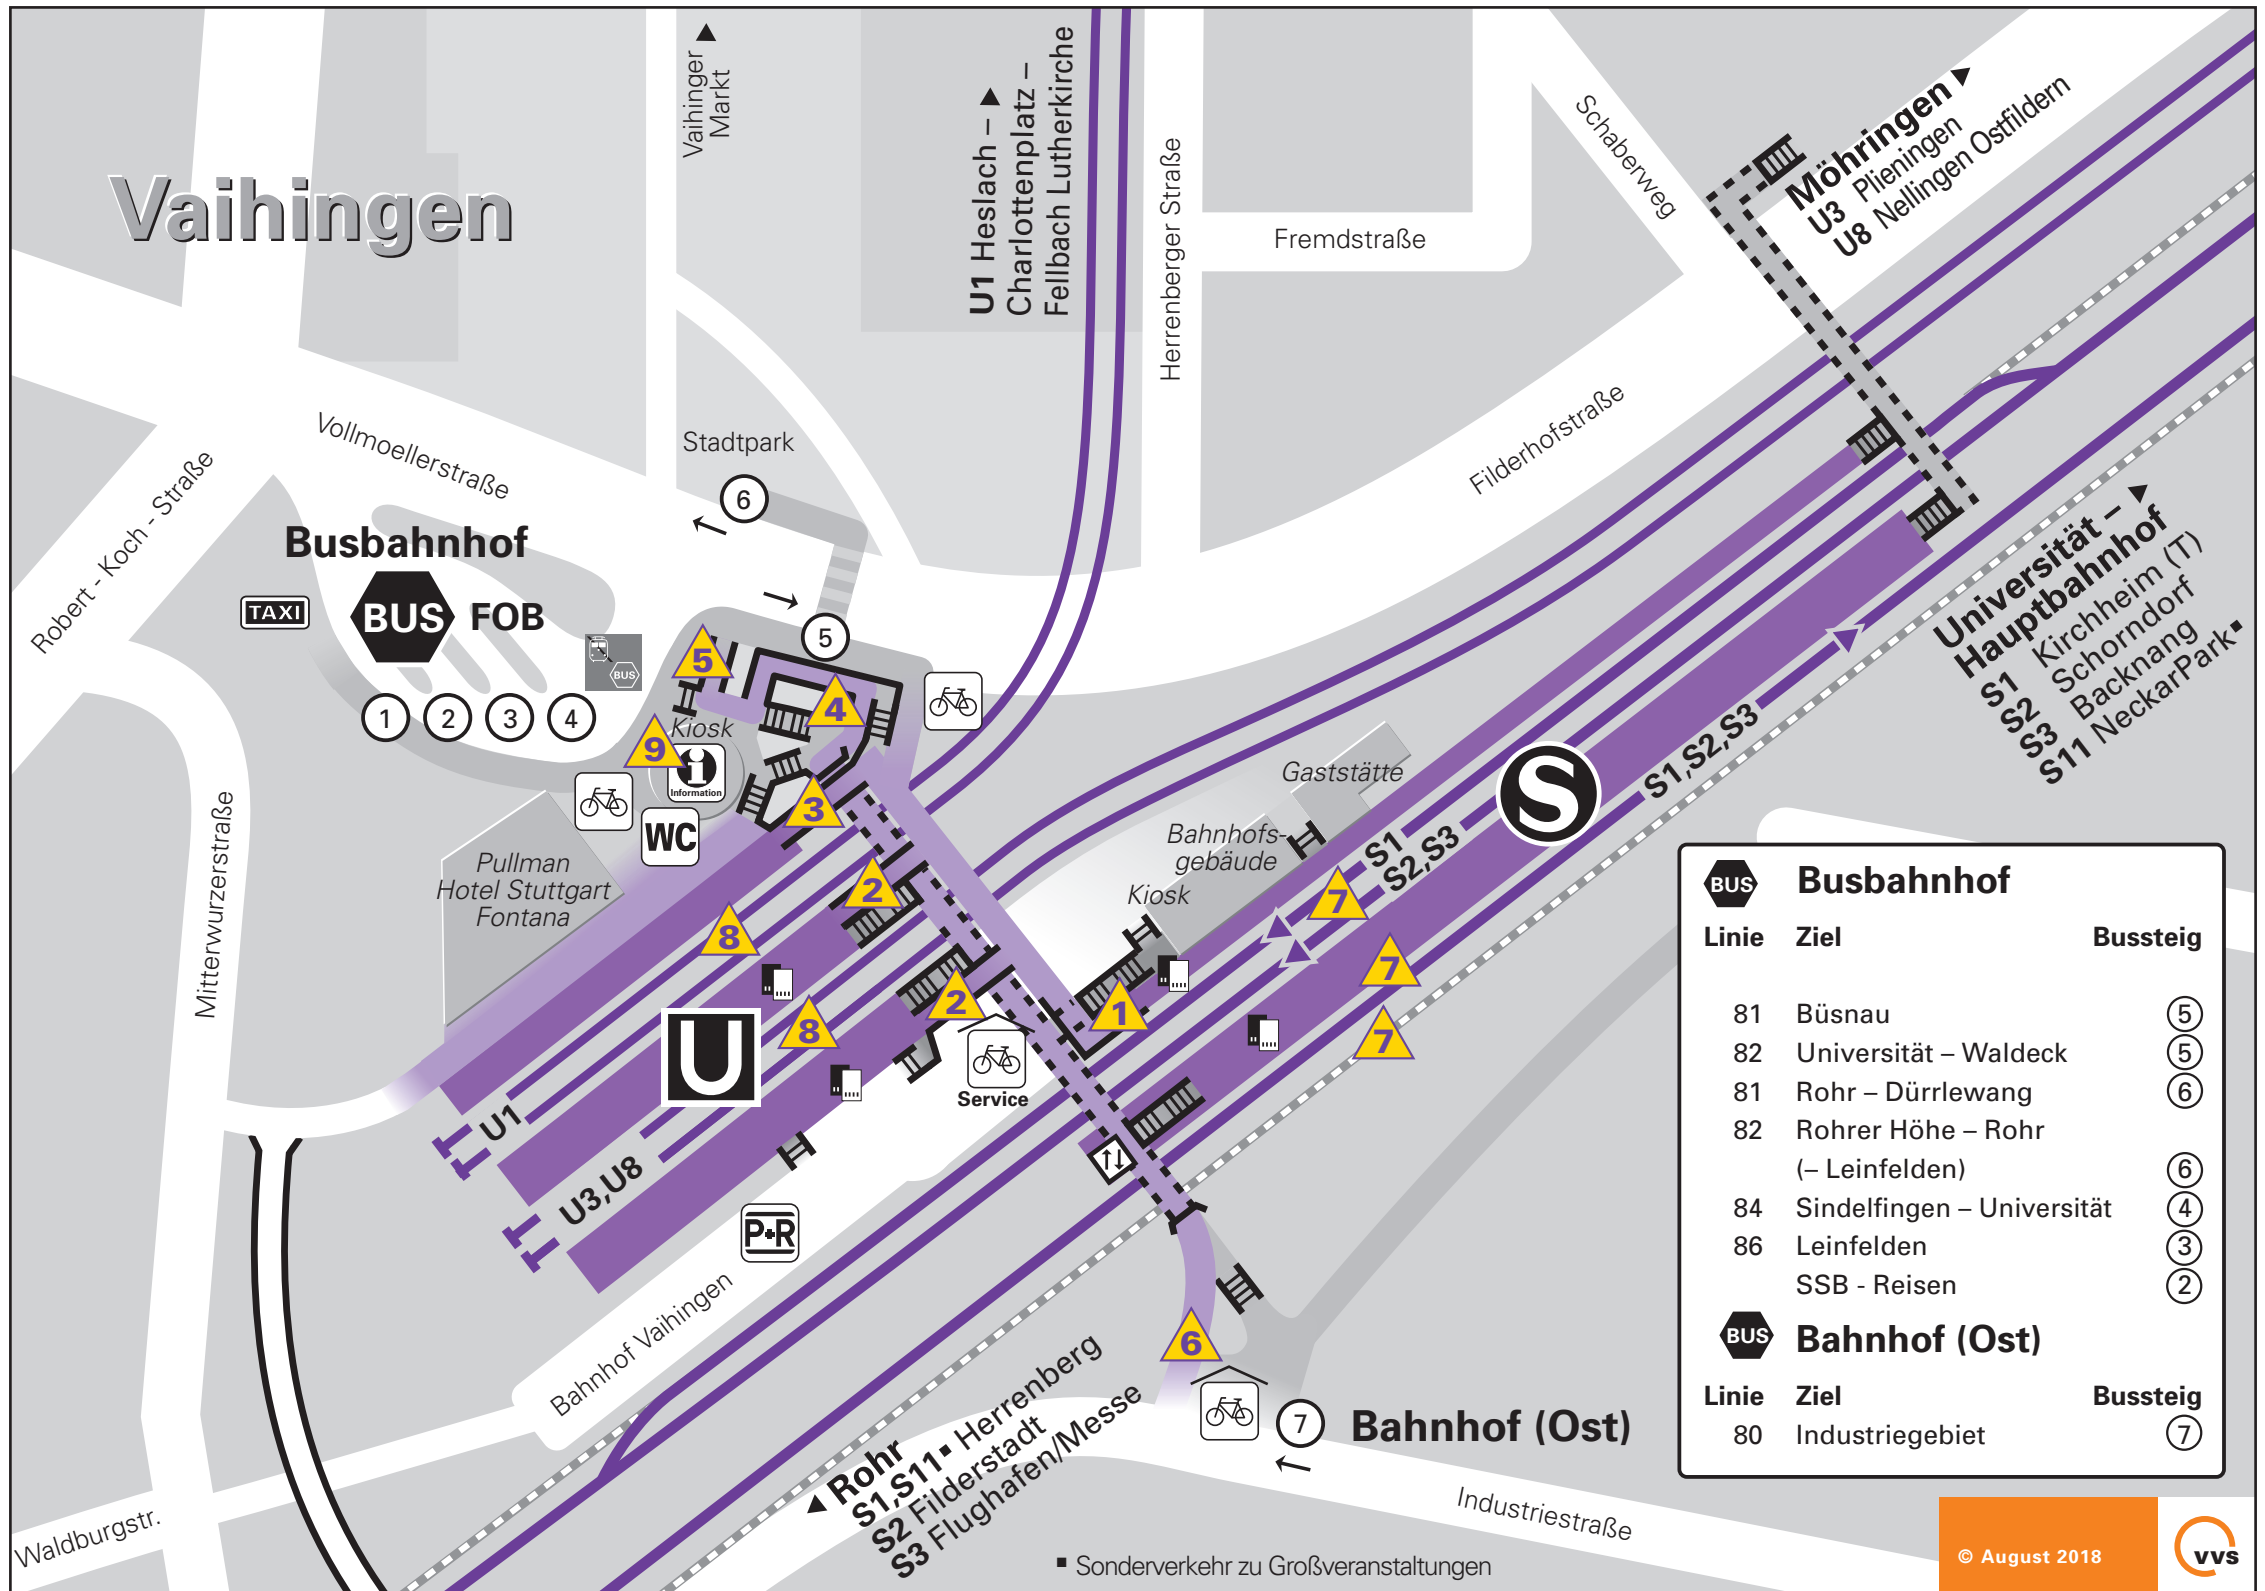 Vaihingen
Vaihinger
Markt
U1 Heslach –
Charlottenplatz –
Fellbach Lutherkirche
Herrenberger Straße
Fremdstraße
Schaberweg
Möhringen
U3 Plieningen
U8 Nellingen Ostfildern
Filderhofstraße
Vollmoellerstraße
Robert - Koch - Straße
Stadtpark
6
Busbahnhof
TAXI
BUS
FOB
BUS
1
2
3
4
5
5
4
Kiosk
9
i
Information
3
WC
Pullman
Hotel Stuttgart
Fontana
Mitterwurzerstraße
2
8
2
8
U
Service
1
Gaststätte
Bahnhofs-
gebäude
Kiosk
S1
S2,S3
S
S1,S2,S3
7
7
7
Universität –
Hauptbahnhof
S1 Kirchheim (T)
S2 Schorndorf
S3 Backnang
S11 NeckarPark▪
U1
U3,U8
P+R
Bahnhof Vaihingen
Waldburgstr.
6
7
Bahnhof (Ost)
Rohr
S1,S11▪ Herrenberg
S2 Filderstadt
S3 Flughafen/Messe
Industriestraße
▪ Sonderverkehr zu Großveranstaltungen
BUS Busbahnhof
Linie Ziel Bussteig
81 Büsnau 5
82 Universität – Waldeck 5
81 Rohr – Dürrlewang 6
82 Rohrer Höhe – Rohr
(– Leinfelden) 6
84 Sindelfingen – Universität 4
86 Leinfelden 3
SSB - Reisen 2
BUS Bahnhof (Ost)
Linie Ziel Bussteig
80 Industriegebiet 7
© August 2018
vvs